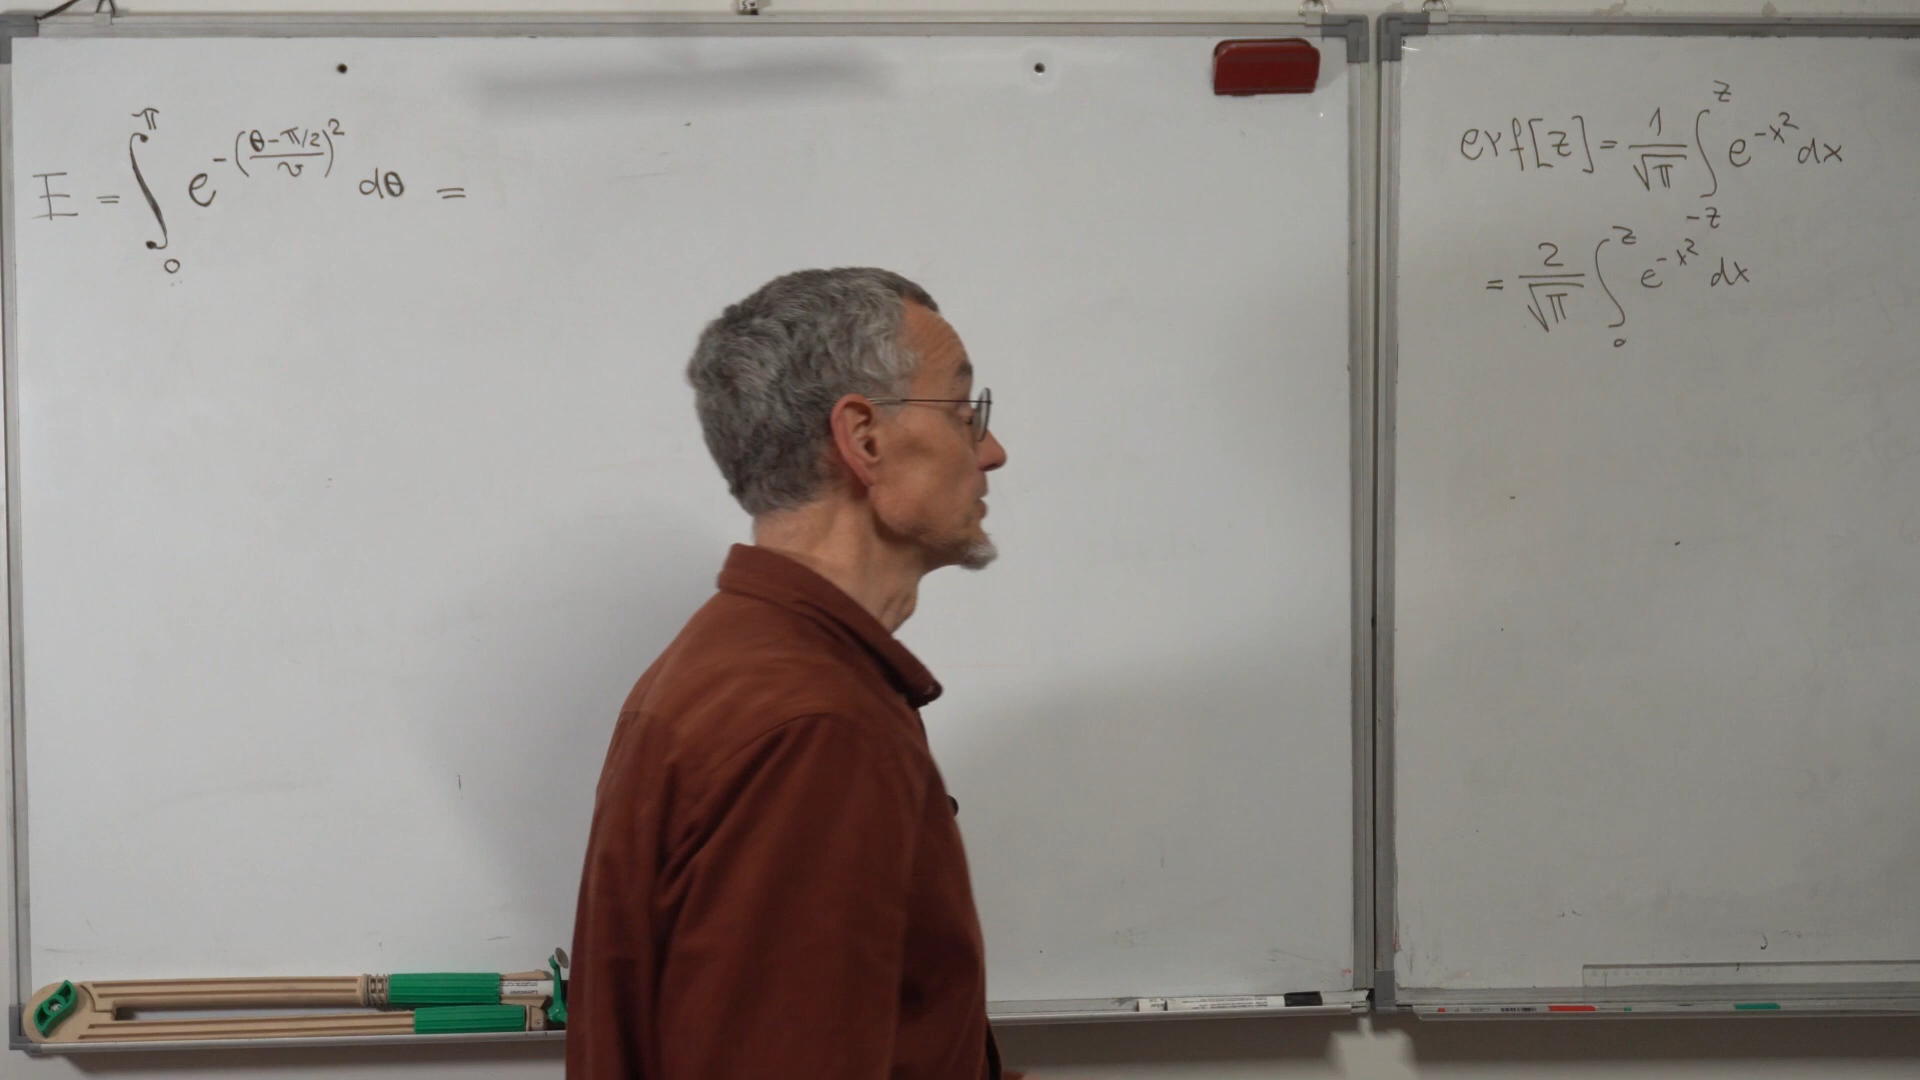 E = ∫₀^π e^{-((θ-π/2)/v)²} dθ =
erf[z] = 1/√π ∫_{-z}^{z} e^{-x²} dx
= 2/√π ∫₀^z e^{-x²} dx